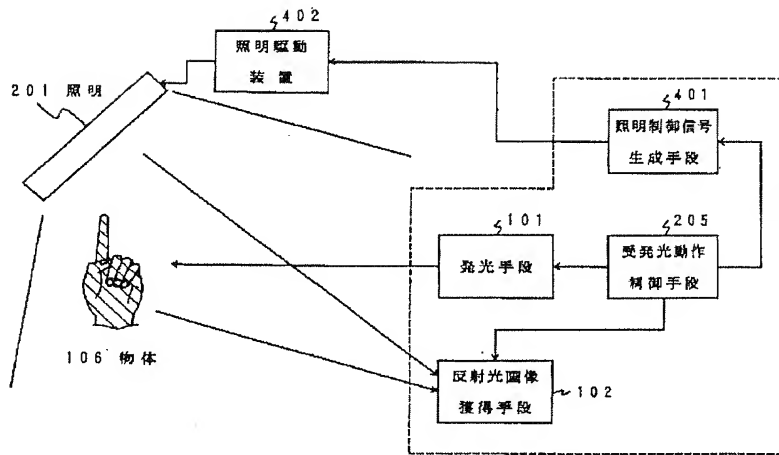 402
照明駆動
装置
201 照明
401
照明制御信号
生成手段
101
発光手段
205
受発光動作
制御手段
106 物体
反射光画像
獲得手段
102